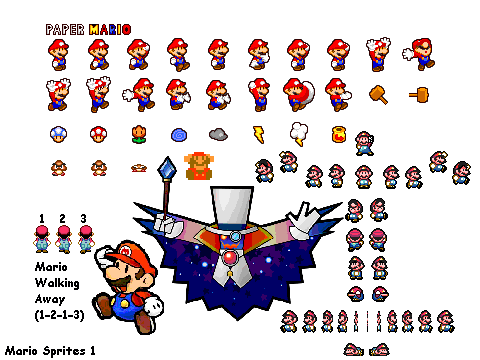 PAPER MARIO
1 2 3
Mario
Walking
Away
(1-2-1-3)
Mario Sprites 1